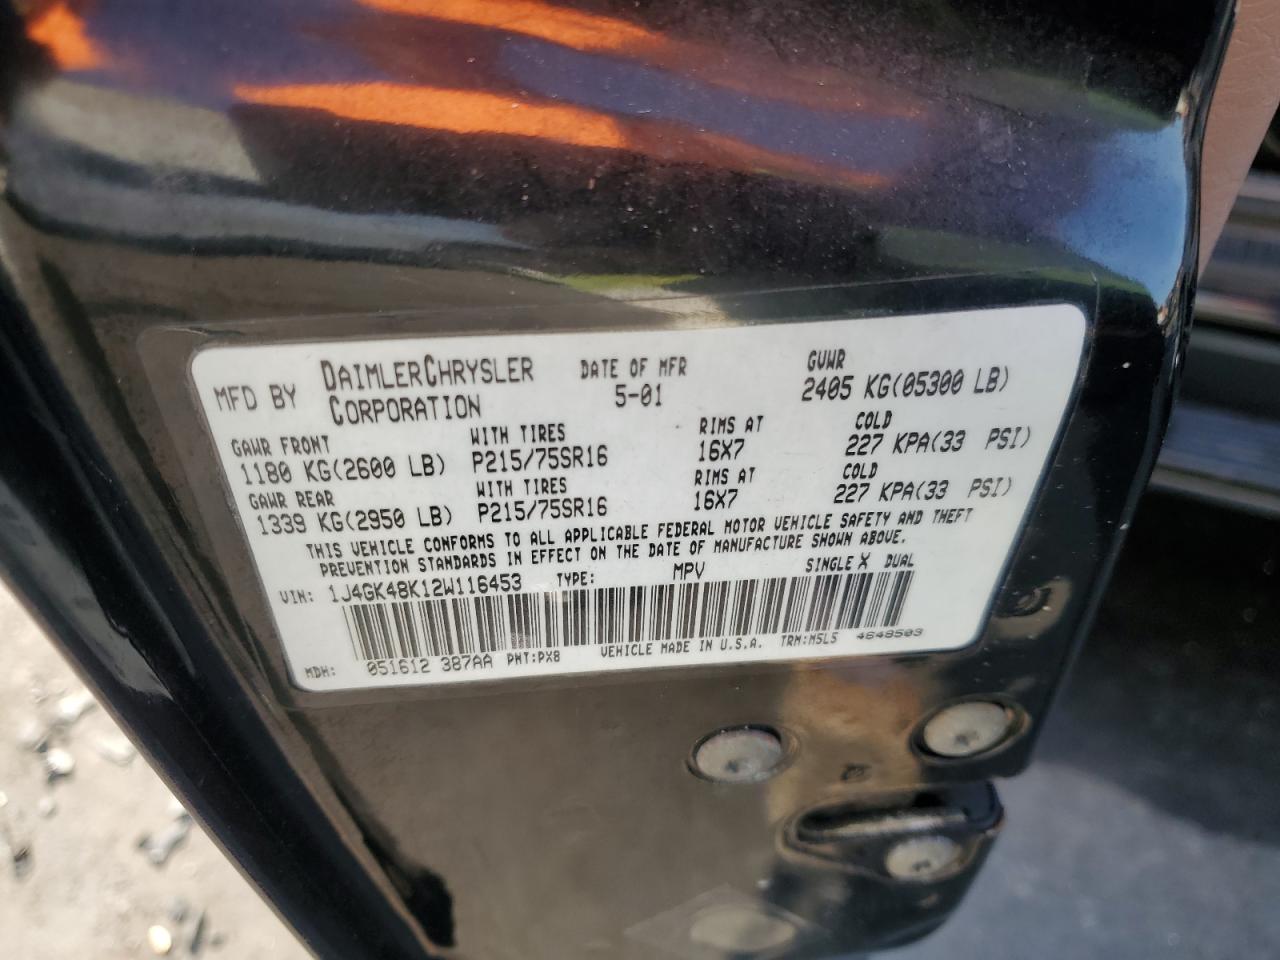 MFD BY DAIMLERCHRYSLER CORPORATION
DATE OF MFR 5-01
GVWR 2405 KG(05300 LB)
GAWR FRONT WITH TIRES RIMS AT COLD
1180 KG(2600 LB) P215/75SR16 16X7 227 KPA(33 PSI)
GAWR REAR WITH TIRES RIMS AT COLD
1339 KG(2950 LB) P215/75SR16 16X7 227 KPA(33 PSI)
THIS VEHICLE CONFORMS TO ALL APPLICABLE FEDERAL MOTOR VEHICLE SAFETY AND THEFT
PREVENTION STANDARDS IN EFFECT ON THE DATE OF MANUFACTURE SHOWN ABOVE.
VIN: 1J4GK48K12W116453 TYPE: MPV SINGLE X DUAL
MDH: 051612 387AA PNT:PX8 VEHICLE MADE IN U.S.A. TRM:M5L5 4648503